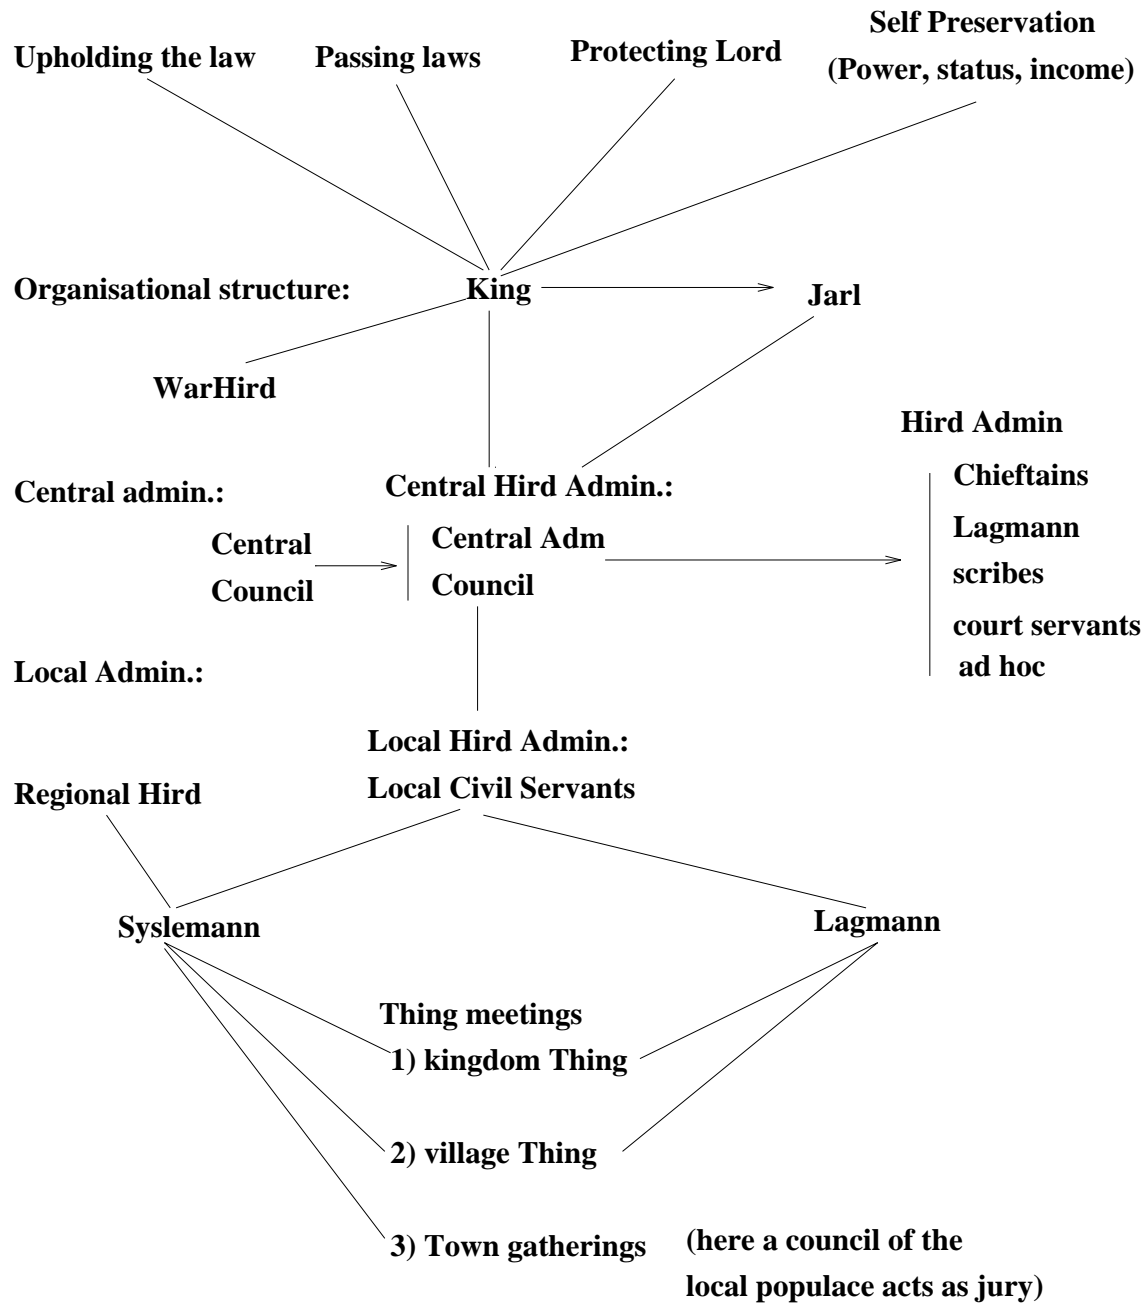 Upholding the law
Passing laws
Protecting Lord
Self Preservation
(Power, status, income)
Organisational structure:
King
Jarl
WarHird
Hird Admin
Chieftains
Lagmann
scribes
court servants
ad hoc
Central admin.:
Central Hird Admin.:
Central
Council
Central Adm
Council
Local Admin.:
Local Hird Admin.:
Local Civil Servants
Regional Hird
Syslemann
Lagmann
Thing meetings
1) kingdom Thing
2) village Thing
3) Town gatherings
(here a council of the
local populace acts as jury)